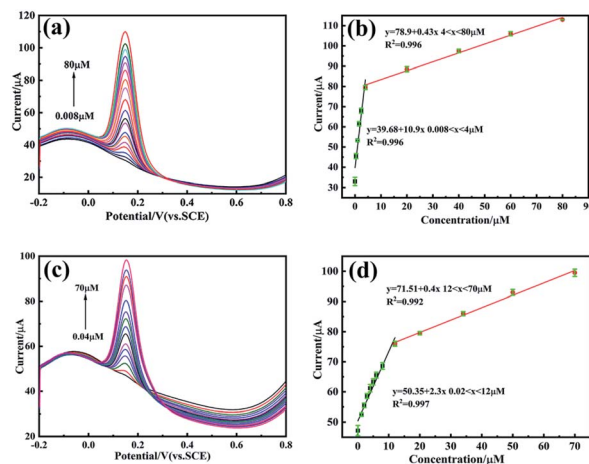 (a)
120
100
80
60
40
20
Current/μA
80μM
0.008μM
-0.2
0.0
0.2
0.4
0.6
0.8
Potential/V(vs.SCE)
(b)
110
100
90
80
70
60
50
40
30
Current/μA
y=78.9+0.43x 4<x<80μM
R²=0.996
y=39.68+10.9x 0.008<x<4μM
R²=0.996
0
20
40
60
80
Concentration/μM
(c)
100
80
60
40
20
Current/μA
70μM
0.04μM
-0.2
0.0
0.2
0.4
0.6
0.8
Potential/V(vs.SCE)
(d)
100
90
80
70
60
50
Current/μA
y=71.51+0.4x 12<x<70μM
R²=0.992
y=50.35+2.3x 0.02<x<12μM
R²=0.997
0
10
20
30
40
50
60
70
Concentration/μM